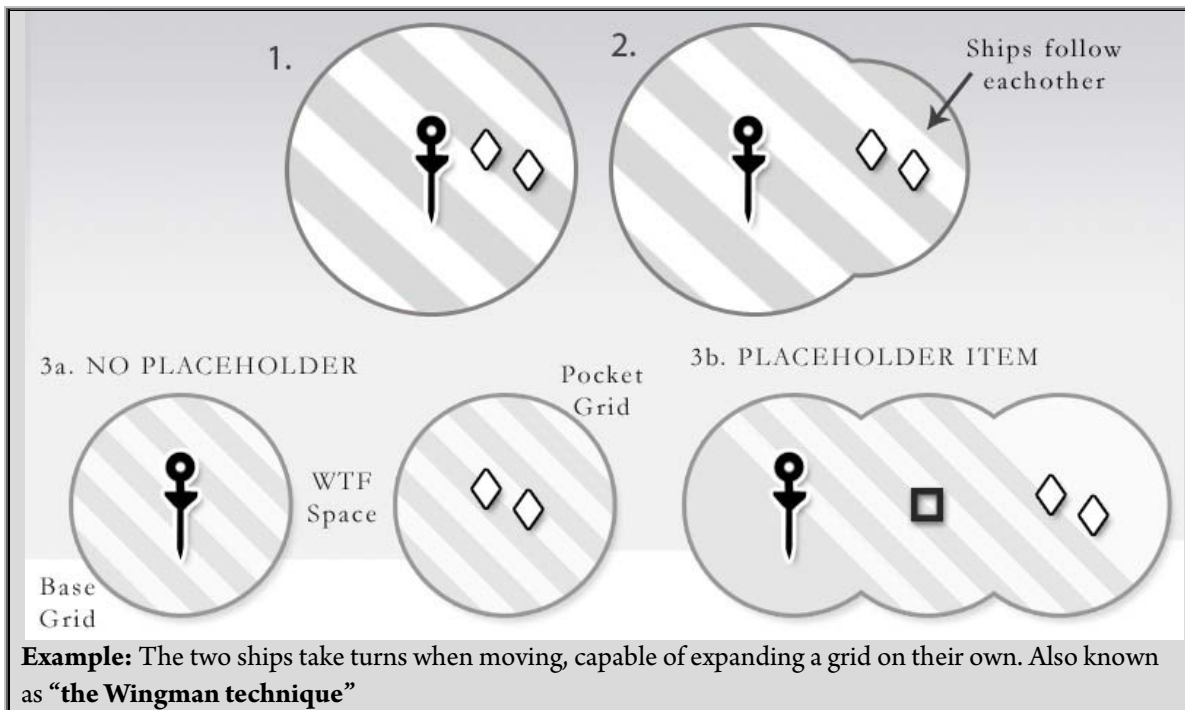 1.
2.
Ships follow
eachother
3a. NO PLACEHOLDER
Pocket
Grid
3b. PLACEHOLDER ITEM
WTF
Space
Base
Grid
Example: The two ships take turns when moving, capable of expanding a grid on their own. Also known
as “the Wingman technique”